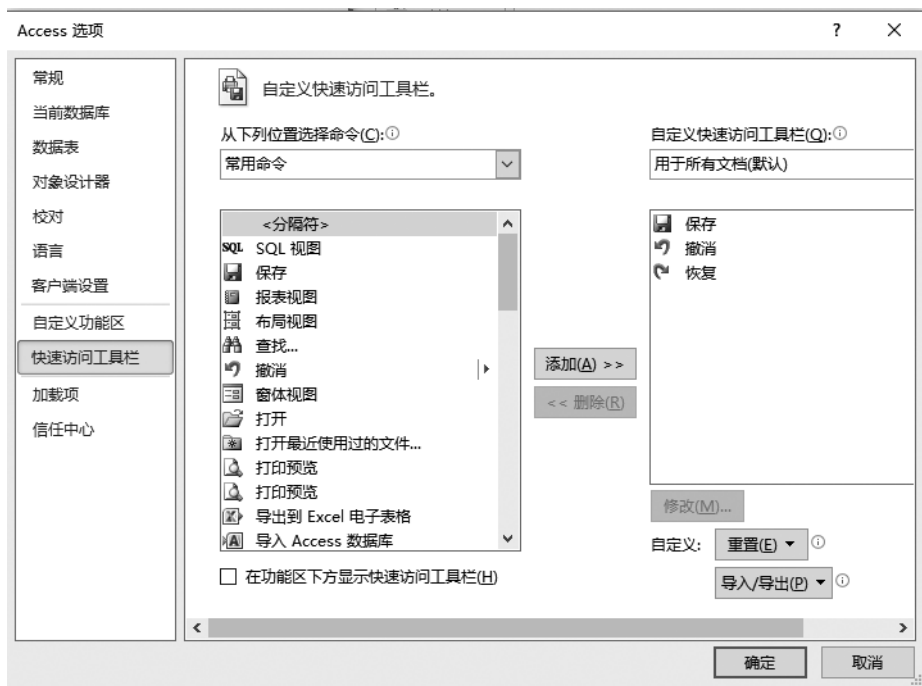 Access 选项
?
常规
当前数据库
数据表
对象设计器
校对
语言
客户端设置
自定义功能区
快速访问工具栏
加载项
信任中心
自定义快速访问工具栏。
从下列位置选择命令(C):
常用命令
<分隔符>
SQL SQL 视图
保存
报表视图
布局视图
查找...
撤消
窗体视图
打开
打开最近使用过的文件...
打印预览
打印预览
导出到 Excel 电子表格
导入 Access 数据库
在功能区下方显示快速访问工具栏(H)
添加(A) >>
<< 删除(R)
自定义快速访问工具栏(Q):
用于所有文档(默认)
保存
撤消
恢复
修改(M)...
自定义:
重置(E)
导入/导出(P)
确定
取消